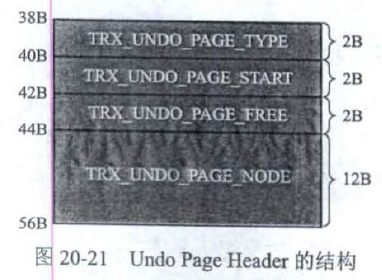 38B
TRX_UNDO_PAGE_TYPE 2B
40B
TRX_UNDO_PAGE_START 2B
42B
TRX_UNDO_PAGE_FREE 2B
44B
TRX_UNDO_PAGE_NODE 12B
56B
图 20-21 Undo Page Header 的结构